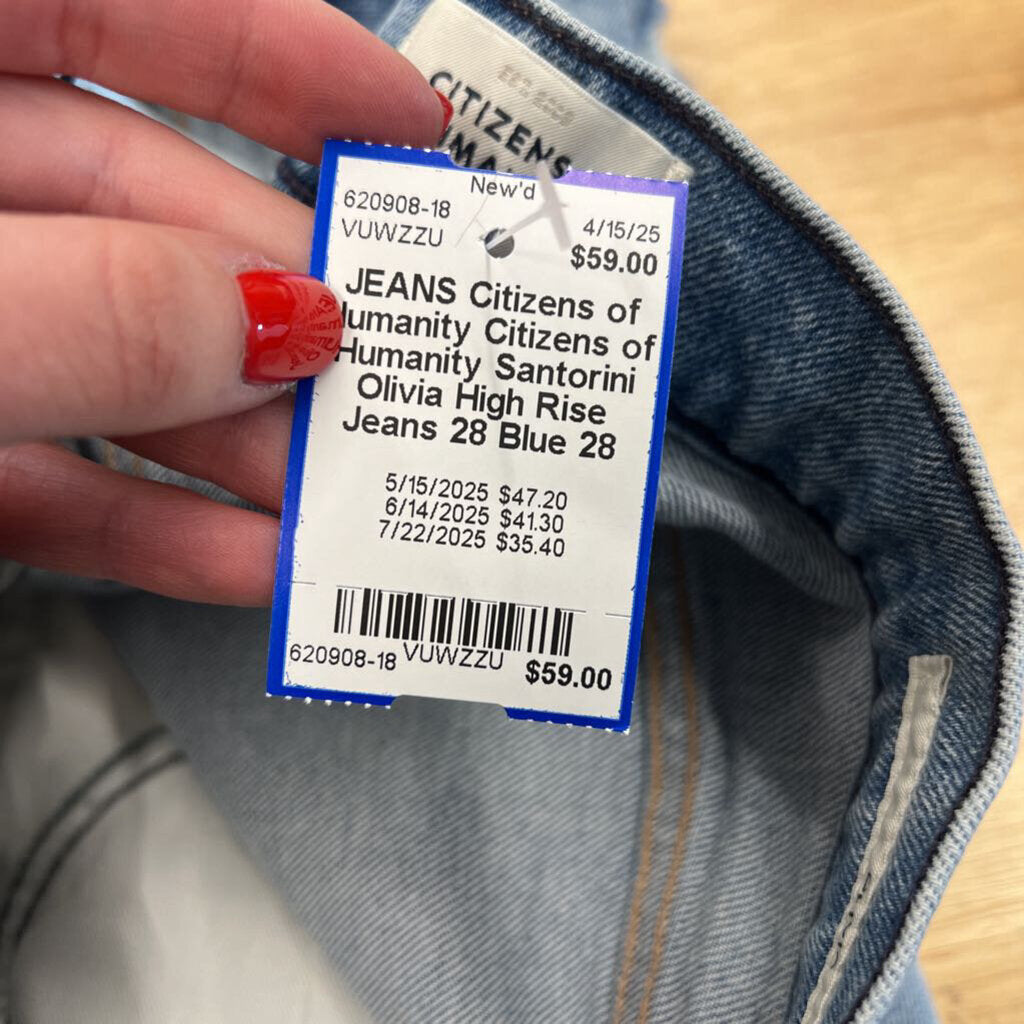 EST. 2003
CITIZENS
New'd
620908-18
4/15/25
VUWZZU
$59.00
JEANS Citizens of
Humanity Citizens of
Humanity Santorini
Olivia High Rise
Jeans 28 Blue 28
5/15/2025 $47.20
6/14/2025 $41.30
7/22/2025 $35.40
620908-18 VUWZZU $59.00